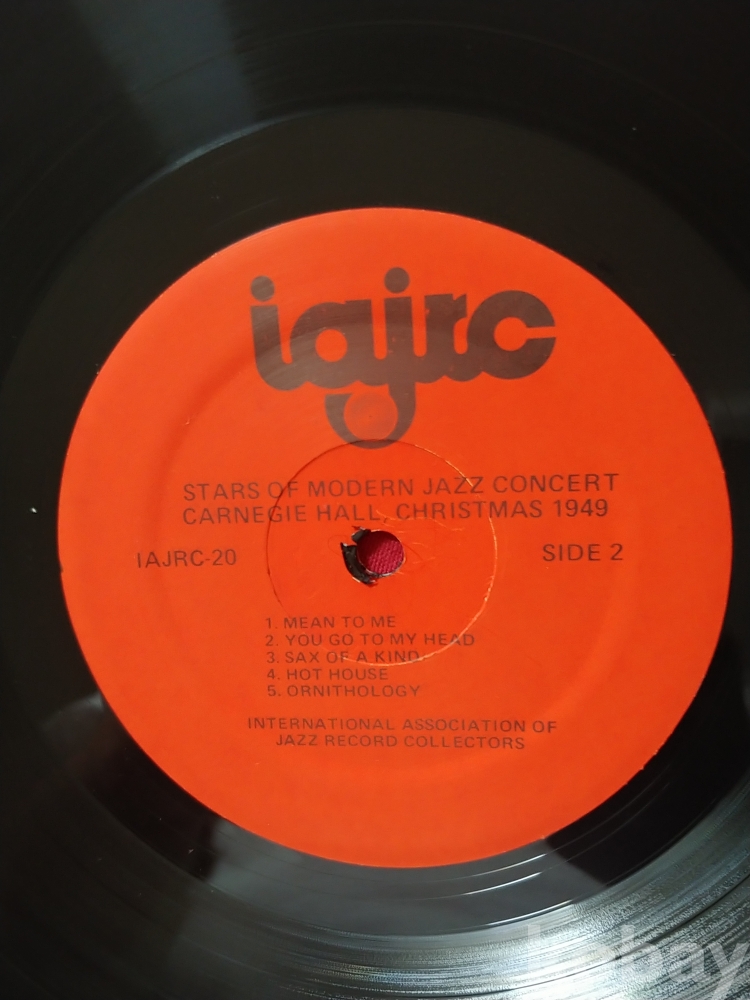 iajrc
STARS OF MODERN JAZZ CONCERT
CARNEGIE HALL, CHRISTMAS 1949
IAJRC-20
SIDE 2
1. MEAN TO ME
2. YOU GO TO MY HEAD
3. SAX OF A KIND
4. HOT HOUSE
5. ORNITHOLOGY
INTERNATIONAL ASSOCIATION OF
JAZZ RECORD COLLECTORS